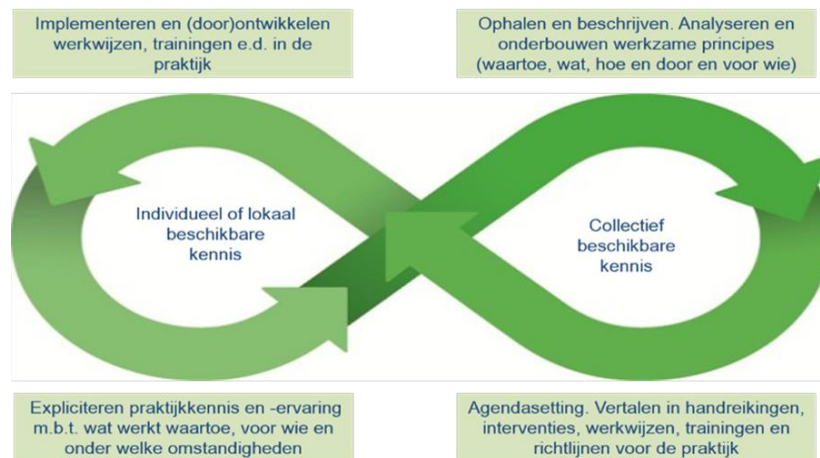 Implementeren en (door)ontwikkelen
werkwijzen, trainingen e.d. in de
praktijk
Ophalen en beschrijven. Analyseren en
onderbouwen werkzame principes
(waartoe, wat, hoe en door en voor wie)
Individueel of lokaal
beschikbare
kennis
Collectief
beschikbare
kennis
Expliciteren praktijkkennis en -ervaring
m.b.t. wat werkt waartoe, voor wie en
onder welke omstandigheden
Agendasetting. Vertalen in handreikingen,
interventies, werkwijzen, trainingen en
richtlijnen voor de praktijk